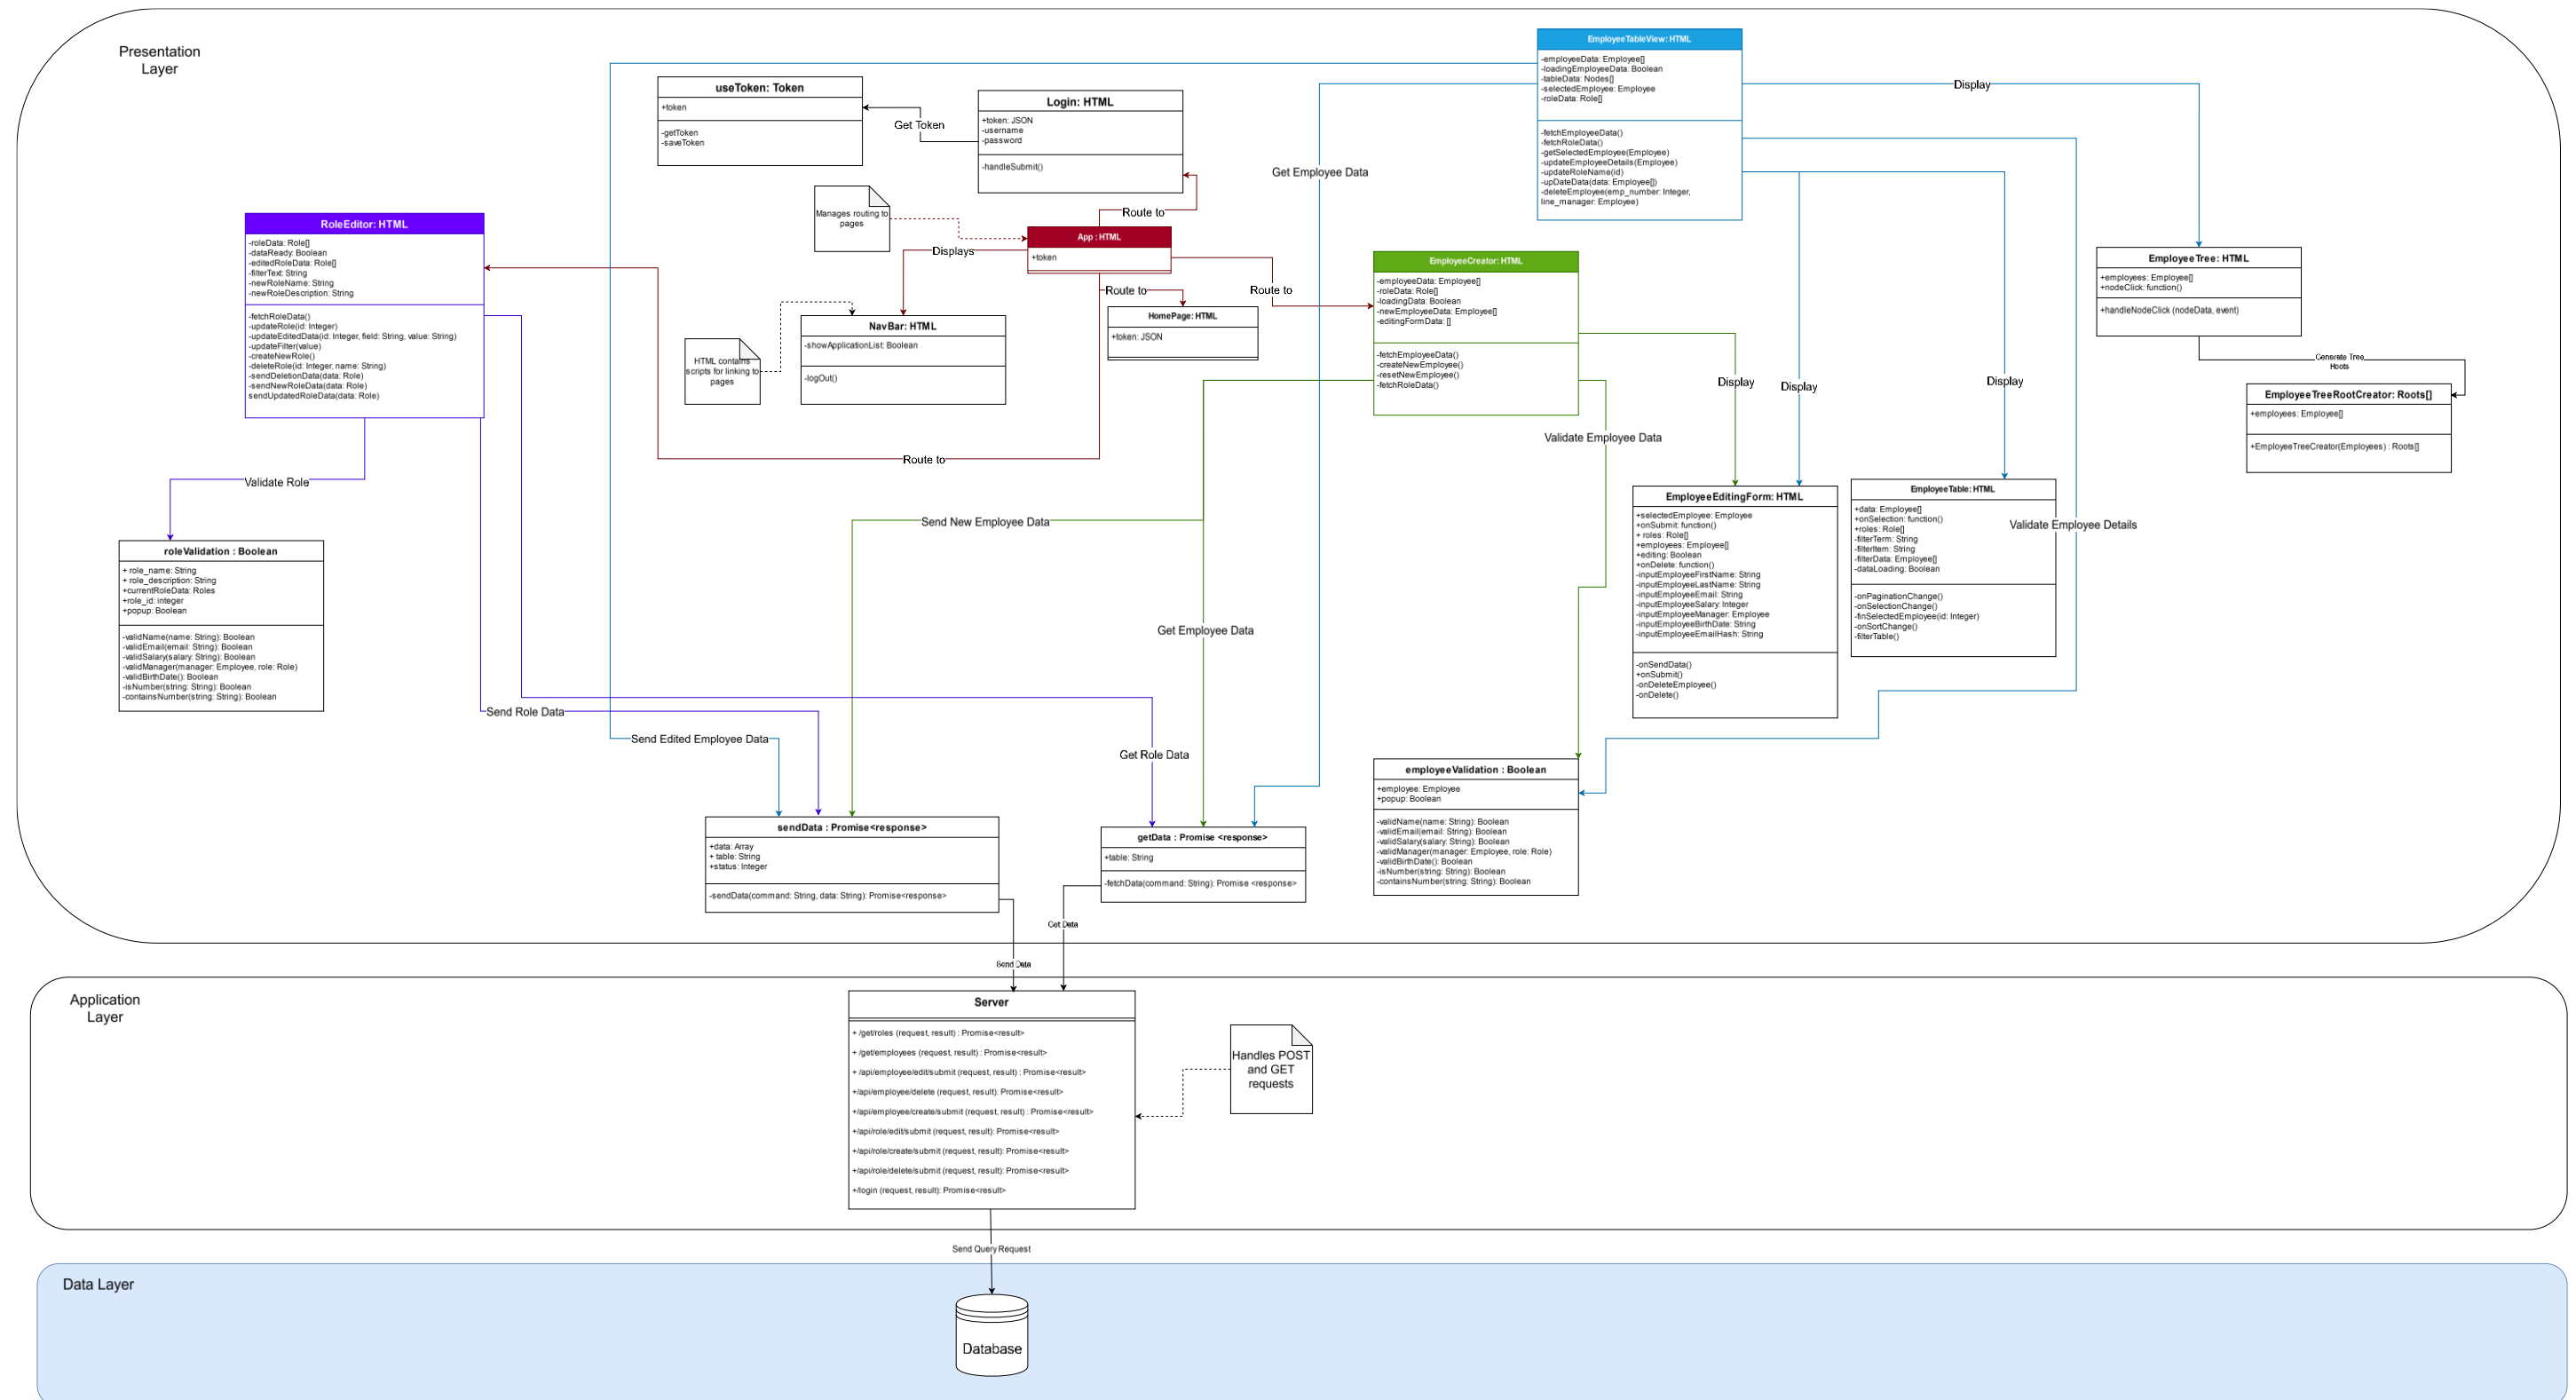 Presentation
Layer
EmployeeTableView: HTML
-employeeData: Employee[]
-loadingEmployeeData: Boolean
-tableData: Nodes[]
-selectedEmployee: Employee
-roleData: Role[]
-fetchEmployeeData()
-fetchRoleData()
-getSelectedEmployee(Employee)
-updateEmployeeDetails(Employee)
-updateRoleName(id)
-upDateData(data: Employee[])
-deleteEmployee(emp_number: Integer,
line_manager: Employee)
useToken: Token
+token
-getToken
-saveToken
Get Token
Login: HTML
+token: JSON
-username
-password
-handleSubmit()
Display
Get Employee Data
Manages routing to
pages
Route to
RoleEditor: HTML
-roleData: Role[]
-dataReady: Boolean
-editedRoleData: Role[]
-filterText: String
-newRoleName: String
-newRoleDescription: String
-fetchRoleData()
-updateRole(id: Integer)
-updateEditedData(id: Integer, field: String, value: String)
-updateFilter(value)
-createNewRole()
-deleteRole(id: Integer, name: String)
-sendDeletionData(data: Role)
-sendNewRoleData(data: Role)
sendUpdatedRoleData(data: Role)
App : HTML
+token
Displays
Route to
Route to
EmployeeCreator: HTML
-employeeData: Employee[]
-roleData: Role[]
-loadingData: Boolean
-newEmployeeData: Employee[]
-editingFormData: []
-fetchEmployeeData()
-createNewEmployee()
-resetNewEmployee()
-fetchRoleData()
EmployeeTree: HTML
+employees: Employee[]
+nodeClick: function()
+handleNodeClick (nodeData, event)
NavBar: HTML
-showApplicationList: Boolean
-logOut()
HomePage: HTML
+token: JSON
HTML contains
scripts for linking to
pages
Generate Tree
Roots
Display
Display
Display
EmployeeTreeRootCreator: Roots[]
+employees: Employee[]
+EmployeeTreeCreator(Employees) : Roots[]
Validate Employee Data
Route to
Validate Role
EmployeeEditingForm: HTML
+selectedEmployee: Employee
+onSubmit: function()
+ roles: Role[]
+employees: Employee[]
+editing: Boolean
+onDelete: function()
-inputEmployeeFirstName: String
-inputEmployeeLastName: String
-inputEmployeeEmail: String
-inputEmployeeSalary: Integer
-inputEmployeeManager: Employee
-inputEmployeeBirthDate: String
-inputEmployeeEmailHash: String
-onSendData()
+onSubmit()
-onDeleteEmployee()
-onDelete()
EmployeeTable: HTML
+data: Employee[]
+onSelection: function()
+roles: Role[]
-filterTerm: String
-filterItem: String
-filterData: Employee[]
-dataLoading: Boolean
-onPaginationChange()
-onSelectionChange()
-finSelectedEmployee(id: Integer)
-onSortChange()
-filterTable()
Send New Employee Data
Validate Employee Details
roleValidation : Boolean
+ role_name: String
+ role_description: String
+currentRoleData: Roles
+role_id: integer
+popup: Boolean
-validName(name: String): Boolean
-validEmail(email: String): Boolean
-validSalary(salary: String): Boolean
-validManager(manager: Employee, role: Role)
-validBirthDate(): Boolean
-isNumber(string: String): Boolean
-containsNumber(string: String): Boolean
Get Employee Data
Send Role Data
Send Edited Employee Data
Get Role Data
employeeValidation : Boolean
+employee: Employee
+popup: Boolean
-validName(name: String): Boolean
-validEmail(email: String): Boolean
-validSalary(salary: String): Boolean
-validManager(manager: Employee, role: Role)
-validBirthDate(): Boolean
-isNumber(string: String): Boolean
-containsNumber(string: String): Boolean
sendData : Promise<response>
+data: Array
+ table: String
+status: Integer
-sendData(command: String, data: String): Promise<response>
getData : Promise <response>
+table: String
-fetchData(command: String): Promise <response>
Get Data
Send Data
Application
Layer
Server
+ /get/roles (request, result) : Promise<result>
+ /get/employees (request, result) : Promise<result>
+ /api/employee/edit/submit (request, result) : Promise<result>
+/api/employee/delete (request, result): Promise<result>
+/api/employee/create/submit (request, result) : Promise<result>
+/api/role/edit/submit (request, result): Promise<result>
+/api/role/create/submit (request, result): Promise<result>
+/api/role/delete/submit (request, result): Promise<result>
+/login (request, result): Promise<result>
Handles POST
and GET
requests
Send Query Request
Data Layer
Database